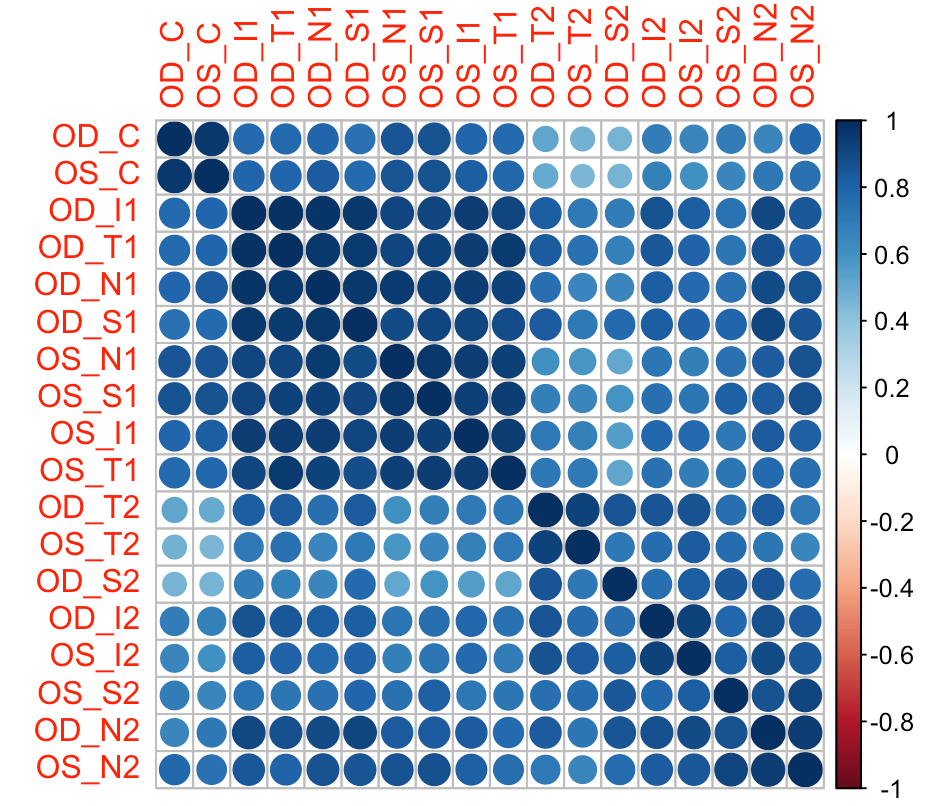 OD_C OS_C OD_I1 OD_T1 OD_N1 OD_S1 OS_N1 OS_S1 OS_I1 OS_T1 OD_T2 OS_T2 OD_S2 OD_I2 OS_I2 OS_S2 OD_N2 OS_N2
OD_C
OS_C
OD_I1
OD_T1
OD_N1
OD_S1
OS_N1
OS_S1
OS_I1
OS_T1
OD_T2
OS_T2
OD_S2
OD_I2
OS_I2
OS_S2
OD_N2
OS_N2
1
0.8
0.6
0.4
0.2
0
-0.2
-0.4
-0.6
-0.8
-1